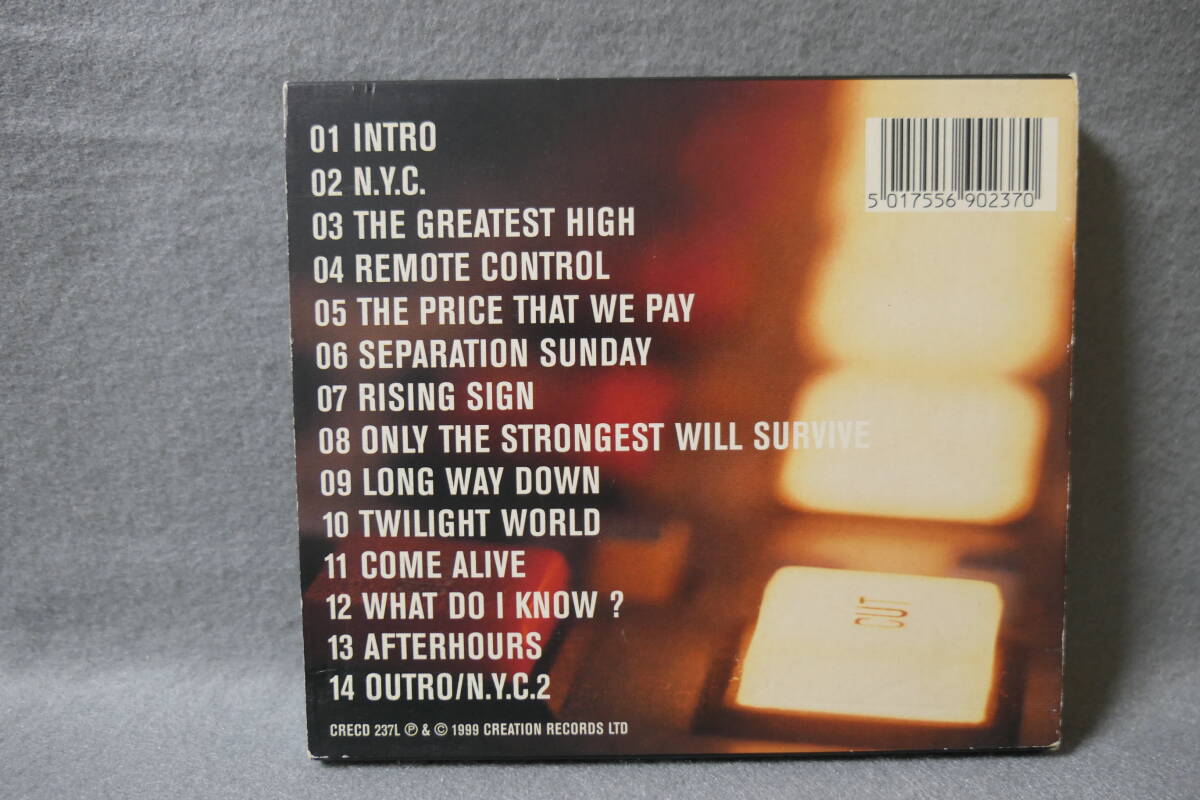 01 INTRO
02 N.Y.C.
03 THE GREATEST HIGH
04 REMOTE CONTROL
05 THE PRICE THAT WE PAY
06 SEPARATION SUNDAY
07 RISING SIGN
08 ONLY THE STRONGEST WILL SURVIVE
09 LONG WAY DOWN
10 TWILIGHT WORLD
11 COME ALIVE
12 WHAT DO I KNOW ?
13 AFTERHOURS
14 OUTRO/N.Y.C.2
CRECD 237L ℗ & © 1999 CREATION RECORDS LTD
5 017556 902370
CUT